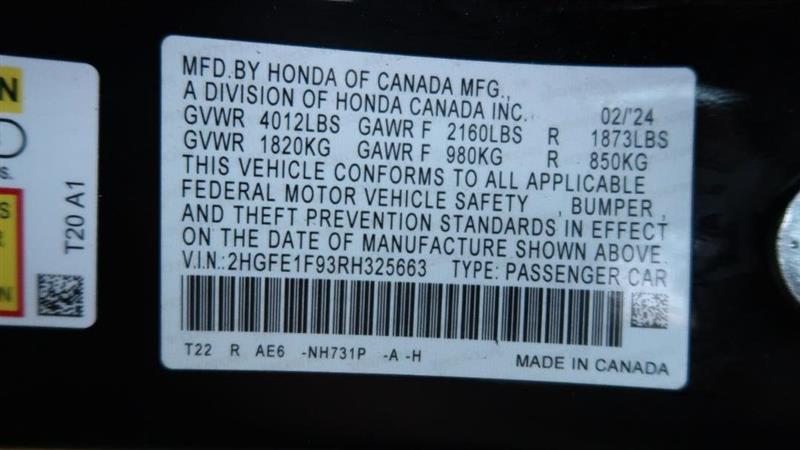 MFD.BY HONDA OF CANADA MFG.,
A DIVISION OF HONDA CANADA INC. 02/'24
GVWR 4012LBS GAWR F 2160LBS R 1873LBS
GVWR 1820KG GAWR F 980KG R 850KG
THIS VEHICLE CONFORMS TO ALL APPLICABLE
FEDERAL MOTOR VEHICLE SAFETY , BUMPER ,
AND THEFT PREVENTION STANDARDS IN EFFECT
ON THE DATE OF MANUFACTURE SHOWN ABOVE.
V.I.N.:2HGFE1F93RH325663 TYPE: PASSENGER CAR
T22 R AE6 -NH731P -A -H MADE IN CANADA
T20 A1